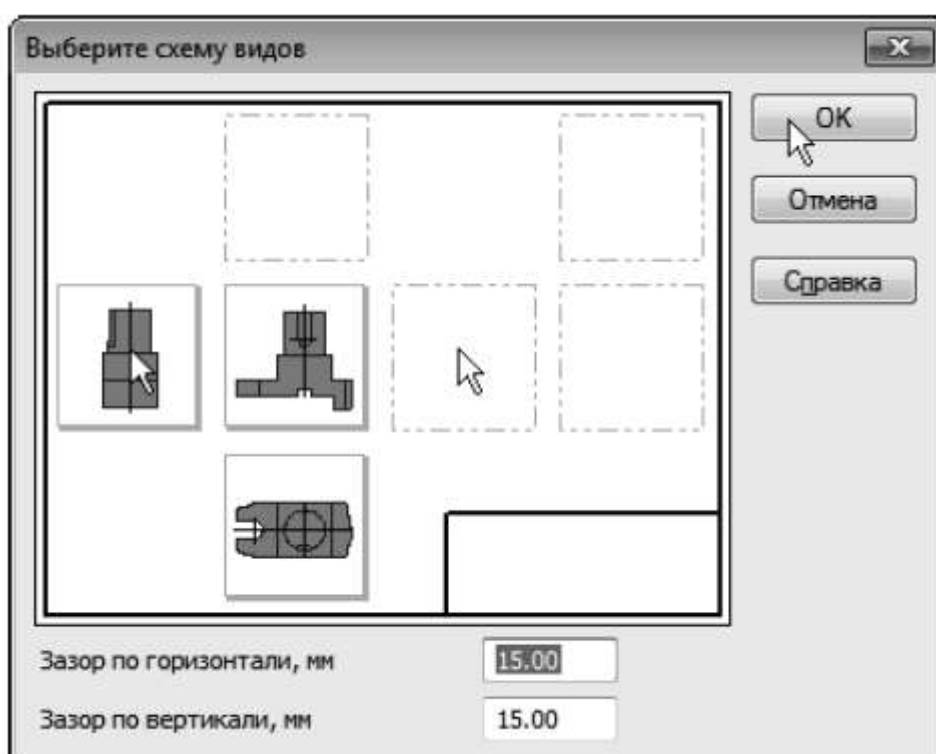 Выберите схему видов
OK
Отмена
Справка
Зазор по горизонтали, мм 15.00
Зазор по вертикали, мм 15.00